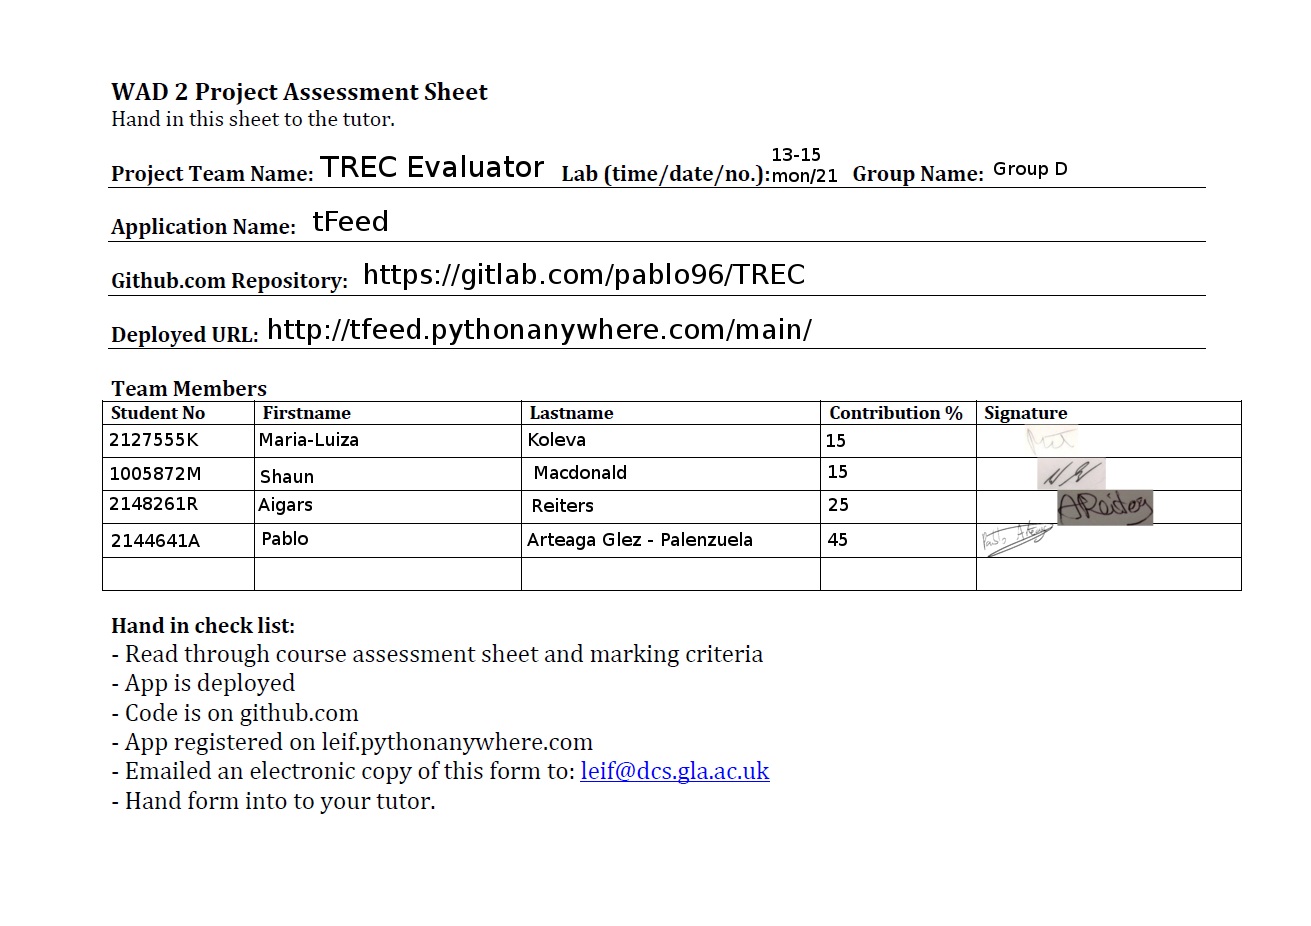 WAD 2 Project Assessment Sheet
Hand in this sheet to the tutor.
Project Team Name: TREC Evaluator Lab (time/date/no.): 13-15 mon/21 Group Name: Group D
Application Name: tFeed
Github.com Repository: https://gitlab.com/pablo96/TREC
Deployed URL: http://tfeed.pythonanywhere.com/main/
Team Members
Student No Firstname Lastname Contribution % Signature
2127555K Maria-Luiza Koleva 15
1005872M Shaun Macdonald 15
2148261R Aigars Reiters 25 AReiters
2144641A Pablo Arteaga Glez - Palenzuela 45 Pablo Arteaga
Hand in check list:
- Read through course assessment sheet and marking criteria
- App is deployed
- Code is on github.com
- App registered on leif.pythonanywhere.com
- Emailed an electronic copy of this form to: leif@dcs.gla.ac.uk
- Hand form into to your tutor.